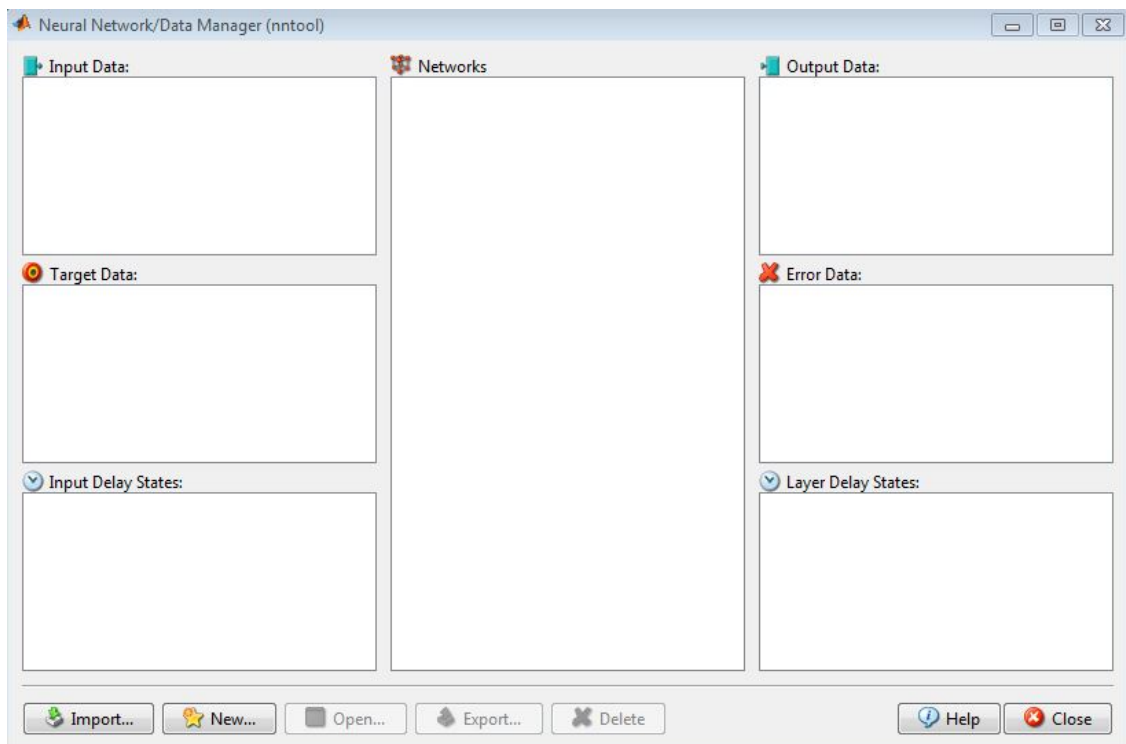 Neural Network/Data Manager (nntool)
Input Data:
Networks
Output Data:
Target Data:
Error Data:
Input Delay States:
Layer Delay States:
Import...
New...
Open...
Export...
Delete
Help
Close